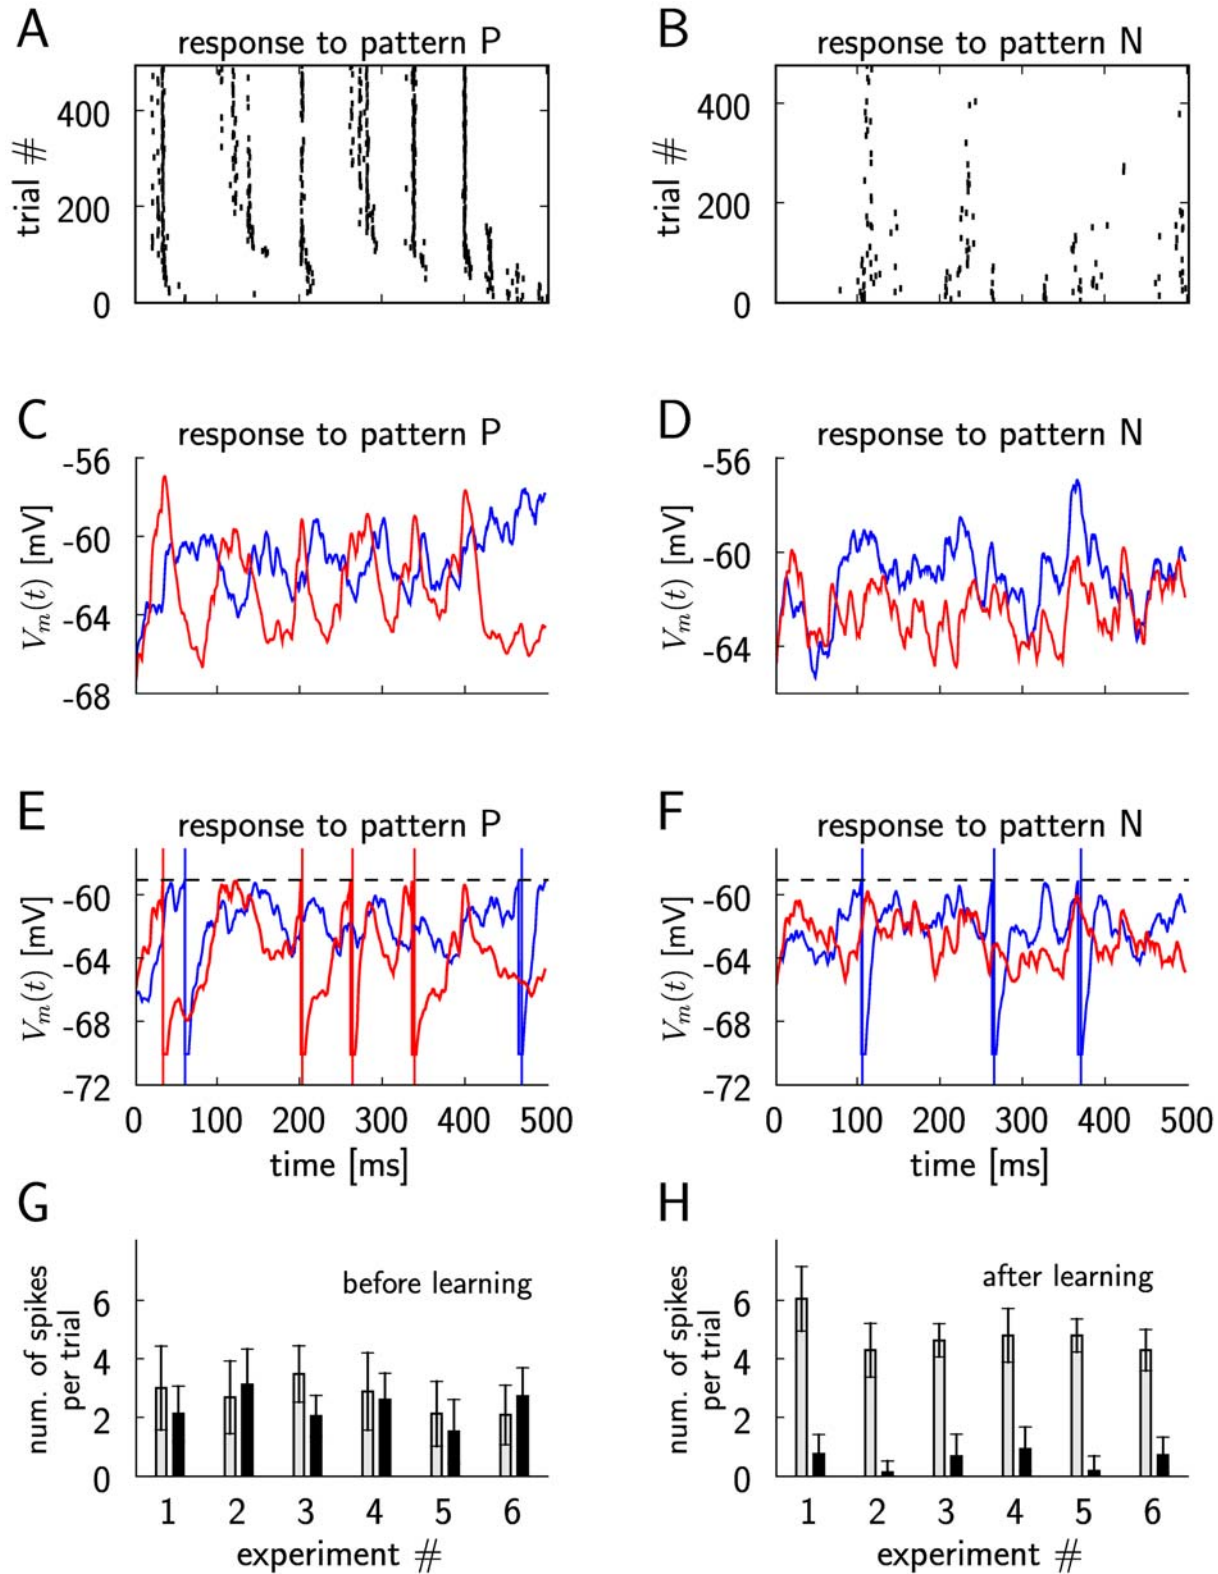 A
response to pattern P
trial #
400
200
0
B
response to pattern N
trial #
400
200
0
C
response to pattern P
Vm(t) [mV]
-56
-60
-64
-68
D
response to pattern N
Vm(t) [mV]
-56
-60
-64
E
response to pattern P
Vm(t) [mV]
-60
-64
-68
-72
0 100 200 300 400 500
time [ms]
F
response to pattern N
Vm(t) [mV]
-60
-64
-68
-72
0 100 200 300 400 500
time [ms]
G
before learning
num. of spikes
per trial
6
4
2
0
1 2 3 4 5 6
experiment #
H
after learning
num. of spikes
per trial
6
4
2
0
1 2 3 4 5 6
experiment #